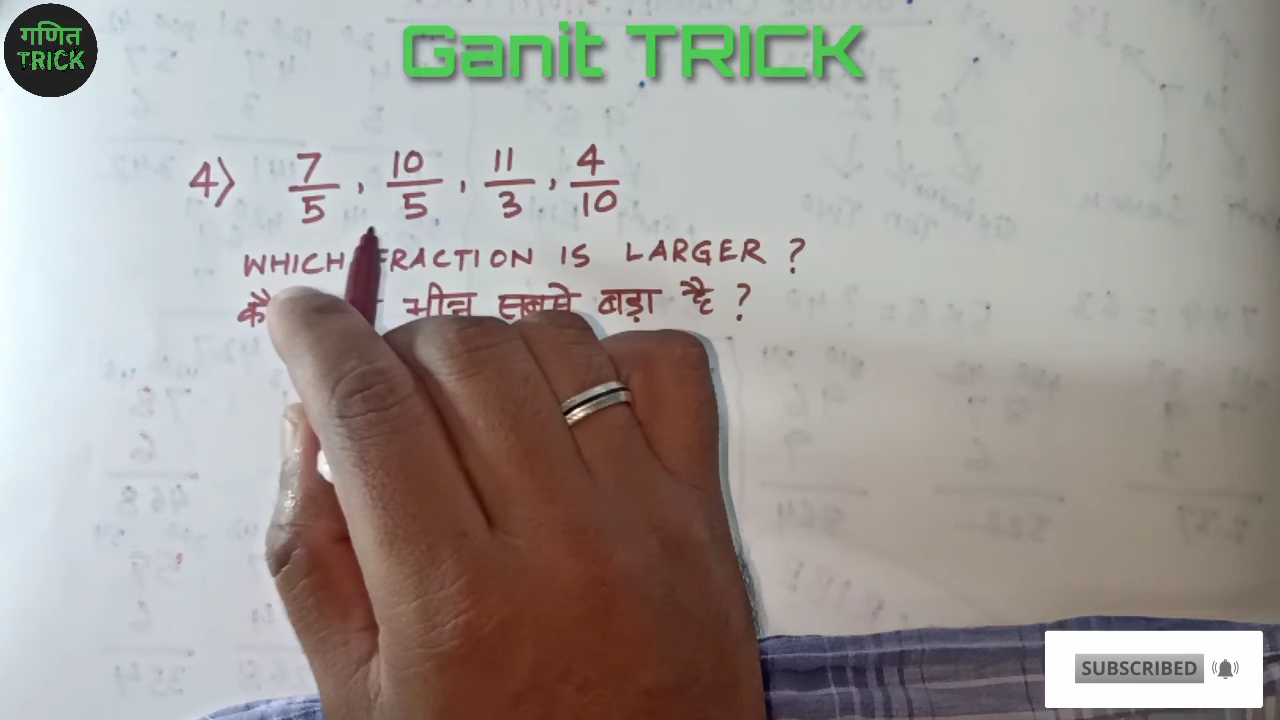 गणित
TRICK
Ganit TRICK
4) 7/5, 10/5, 11/3, 4/10
WHICH FRACTION IS LARGER ?
भीन्न सबसे बड़ा है ?
SUBSCRIBED